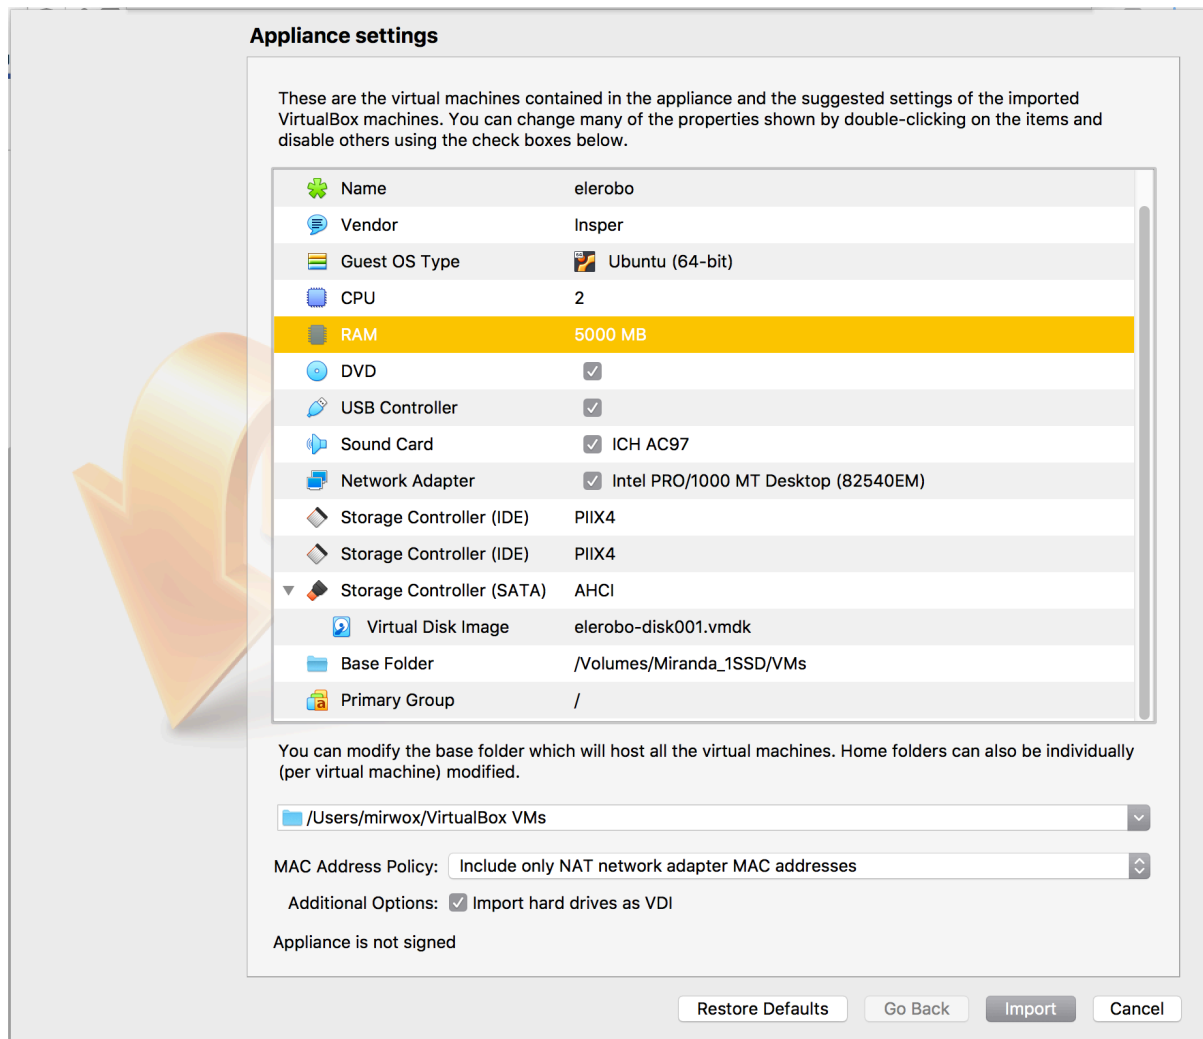 Appliance settings
These are the virtual machines contained in the appliance and the suggested settings of the imported
VirtualBox machines. You can change many of the properties shown by double-clicking on the items and
disable others using the check boxes below.
Name elerobo
Vendor Insper
Guest OS Type Ubuntu (64-bit)
CPU 2
RAM 5000 MB
DVD
USB Controller
Sound Card ICH AC97
Network Adapter Intel PRO/1000 MT Desktop (82540EM)
Storage Controller (IDE) PIIX4
Storage Controller (IDE) PIIX4
Storage Controller (SATA) AHCI
Virtual Disk Image elerobo-disk001.vmdk
Base Folder /Volumes/Miranda_1SSD/VMs
Primary Group /
You can modify the base folder which will host all the virtual machines. Home folders can also be individually
(per virtual machine) modified.
/Users/mirwox/VirtualBox VMs
MAC Address Policy: Include only NAT network adapter MAC addresses
Additional Options: Import hard drives as VDI
Appliance is not signed
Restore Defaults Go Back Import Cancel